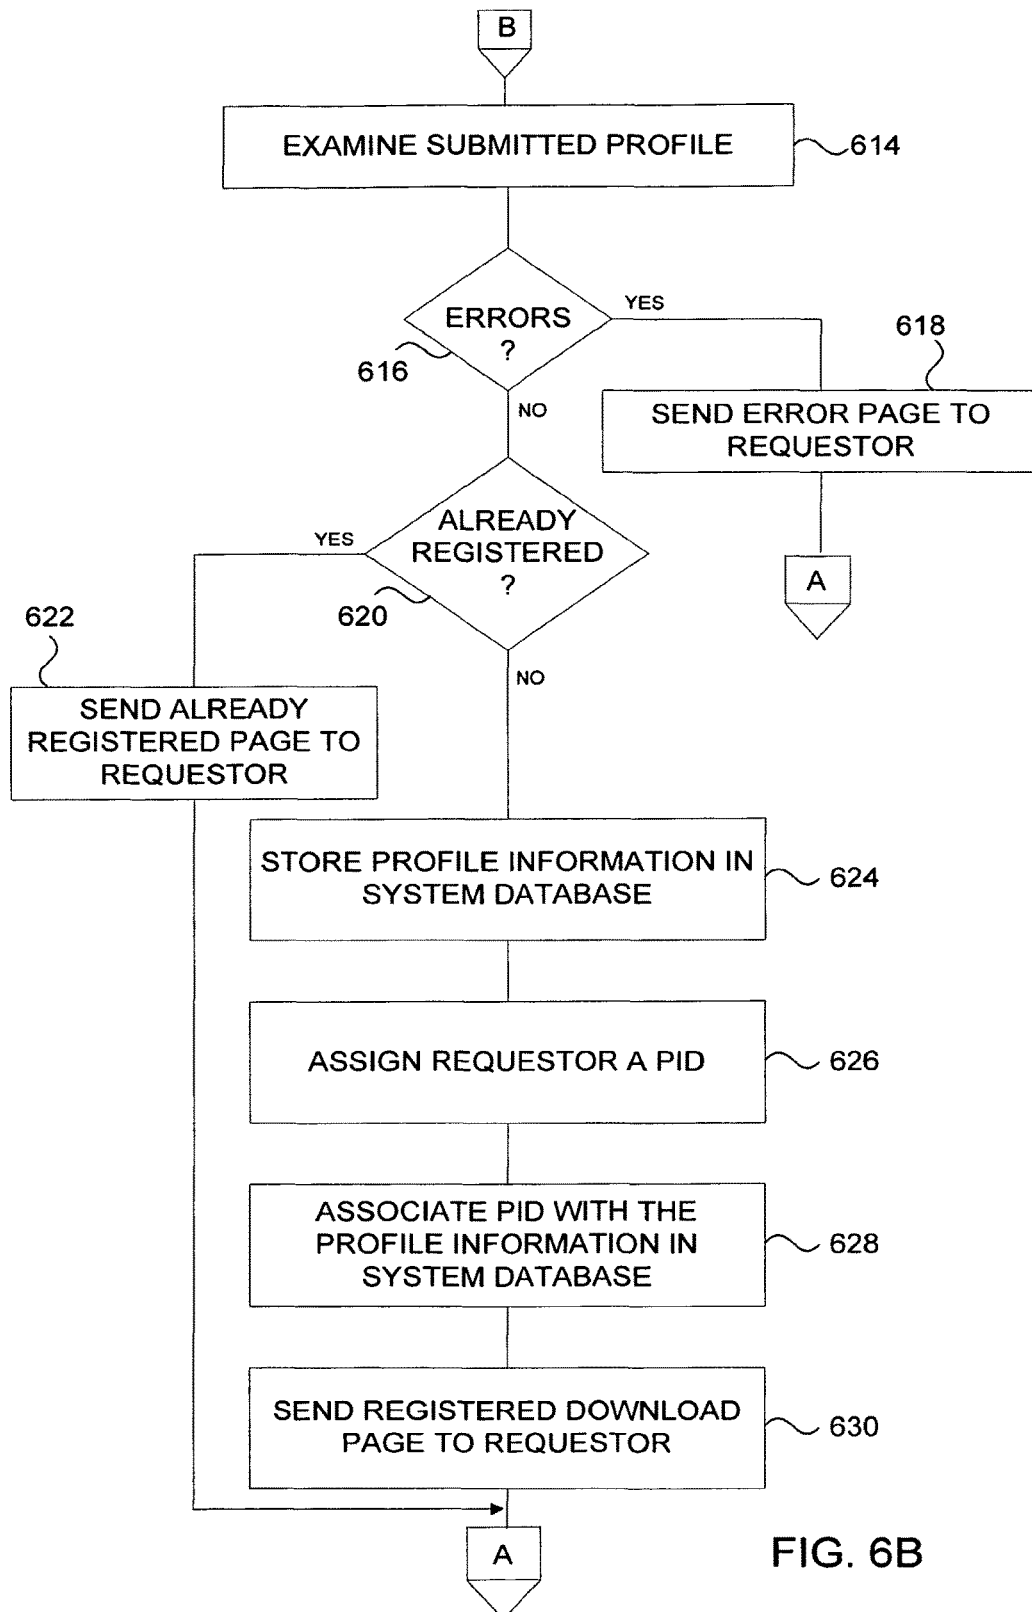 B
EXAMINE SUBMITTED PROFILE
614
ERRORS
?
616
YES
NO
618
SEND ERROR PAGE TO
REQUESTOR
A
ALREADY
REGISTERED
?
620
YES
NO
622
SEND ALREADY
REGISTERED PAGE TO
REQUESTOR
STORE PROFILE INFORMATION IN
SYSTEM DATABASE
624
ASSIGN REQUESTOR A PID
626
ASSOCIATE PID WITH THE
PROFILE INFORMATION IN
SYSTEM DATABASE
628
SEND REGISTERED DOWNLOAD
PAGE TO REQUESTOR
630
A
FIG. 6B